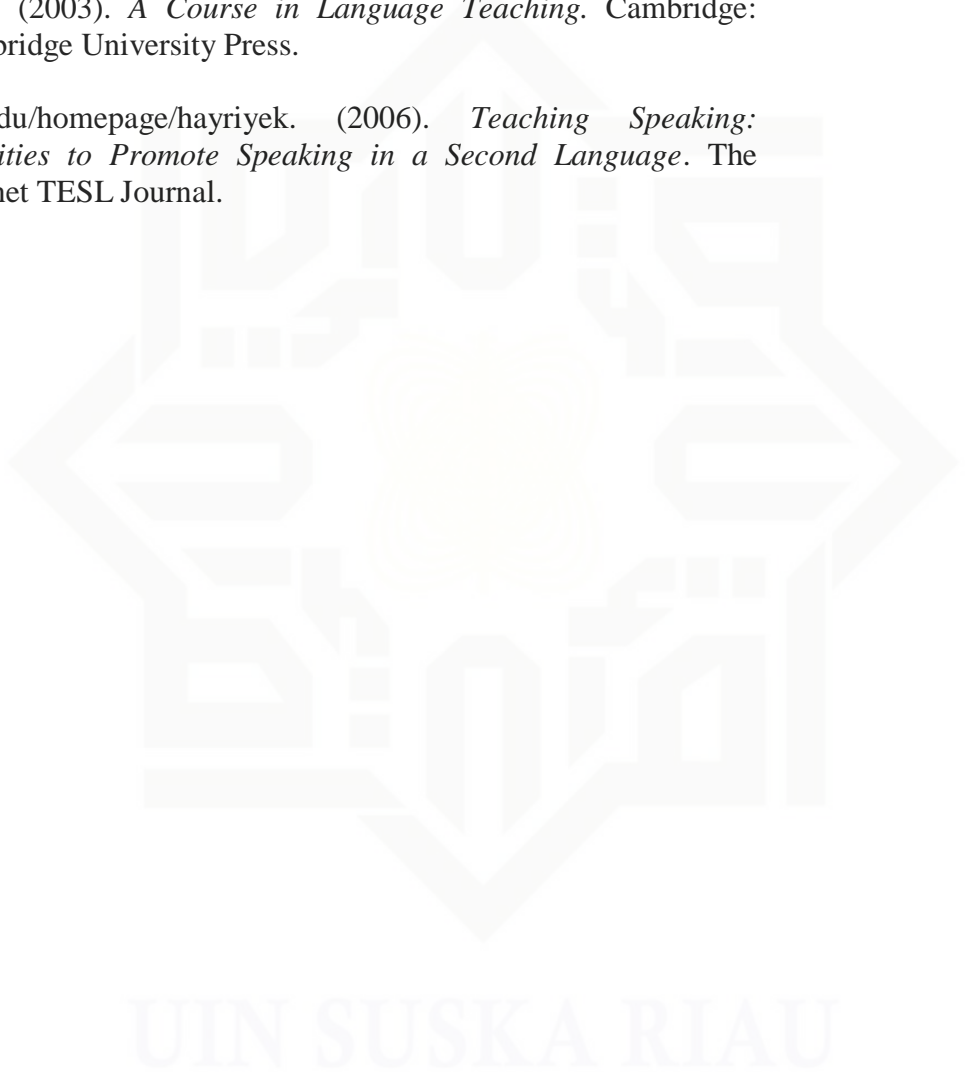 (2003). A Course in Language Teaching. Cambridge:
bridge University Press.
du/homepage/hayriyek. (2006). Teaching Speaking:
ities to Promote Speaking in a Second Language. The
net TESL Journal.
UIN SUSKA RIAU